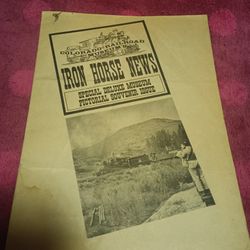 COLORADO RAILROAD
MUSEUM
IRON HORSE NEWS
SPECIAL DELUXE MUSEUM
PICTORIAL SOUVENIR ISSUE